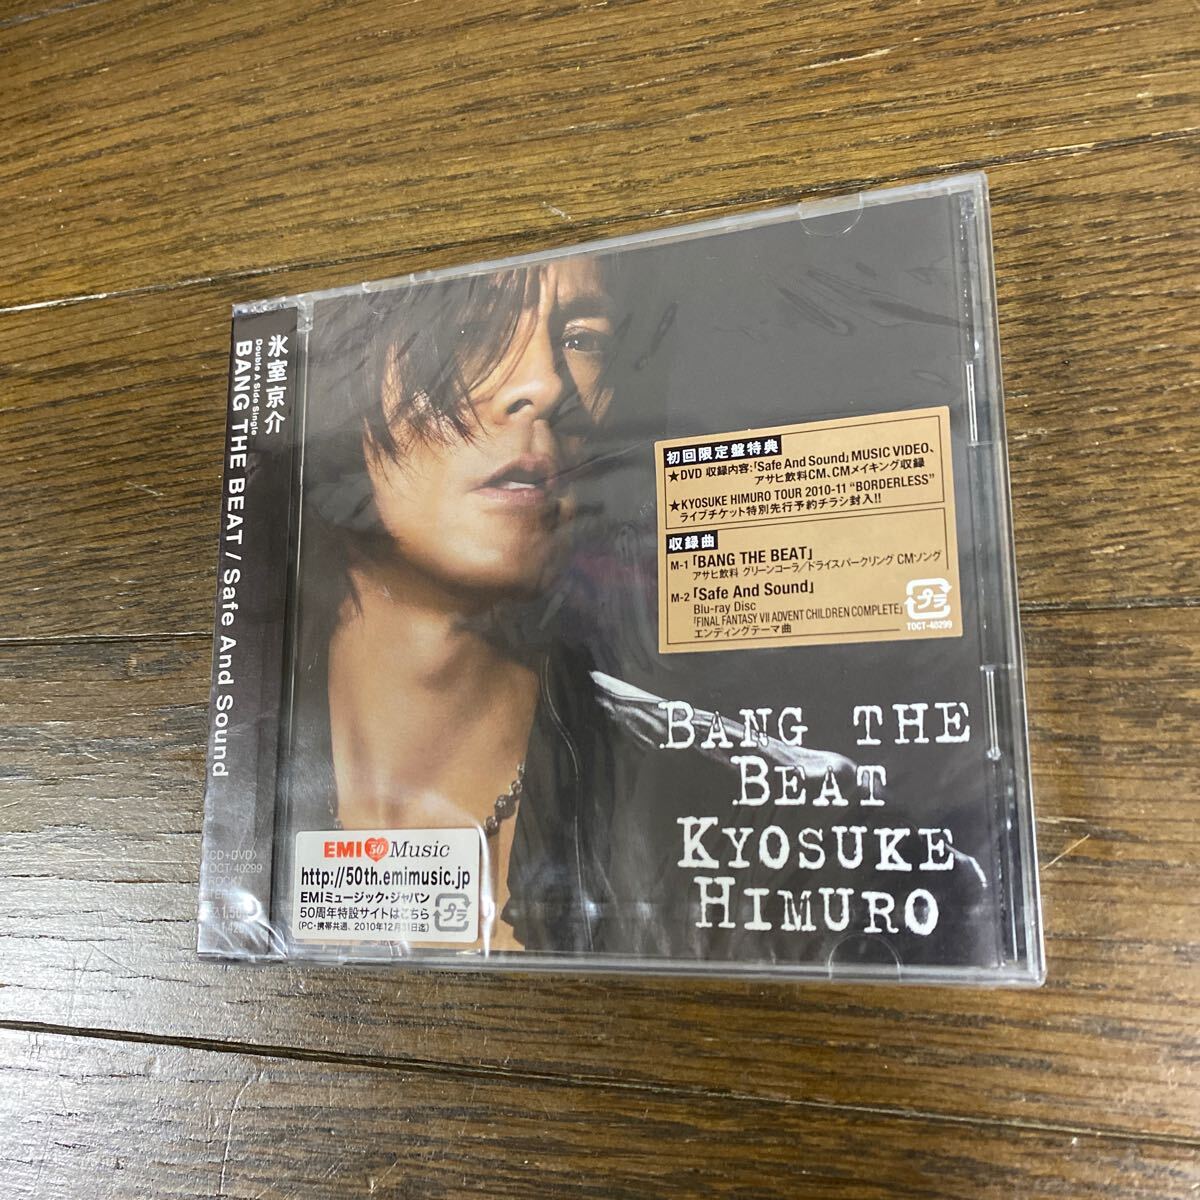 氷室京介
Double A Side Single
BANG THE BEAT / Safe And Sound
CD+DVD
TOCT-40299
ROCK
初回限定盤特典
★DVD 収録内容:「Safe And Sound」MUSIC VIDEO、
アサヒ飲料CM、CMメイキング収録
★KYOSUKE HIMURO TOUR 2010-11 “BORDERLESS”
ライブチケット特別先行予約チラシ封入!!
収録曲
M-1「BANG THE BEAT」
アサヒ飲料 グリーンコーラ/ドライスパークリング CMソング
M-2「Safe And Sound」
Blu-ray Disc
「FINAL FANTASY VII ADVENT CHILDREN COMPLETE」
エンディングテーマ曲
プラ
TOCT-40299
BANG THE
BEAT
KYOSUKE
HIMURO
EMI 50 Music
http://50th.emimusic.jp
EMIミュージック・ジャパン
50周年特設サイトはこちら
(PC・携帯共通、2010年12月31日迄)
プラ